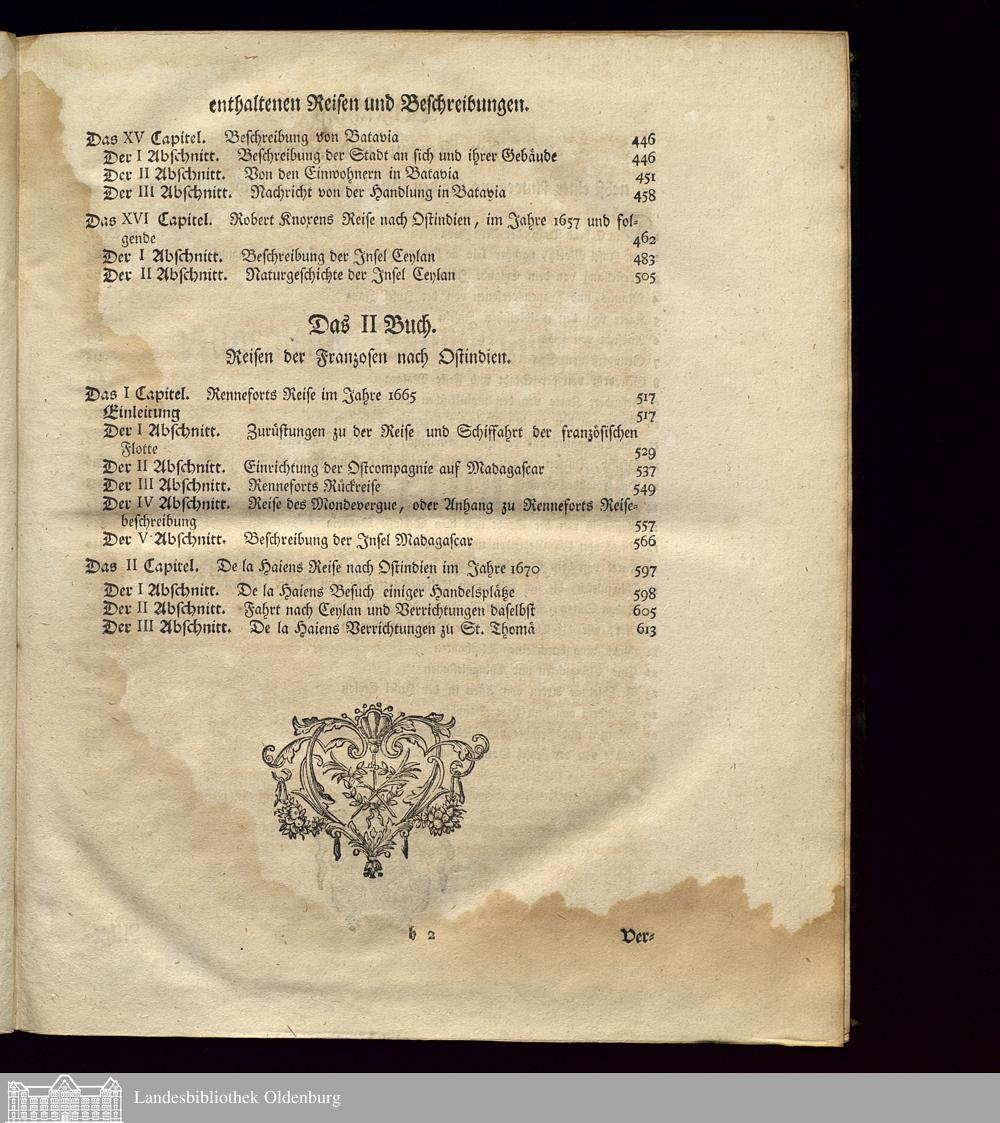 enthaltenen Reisen und Beschreibungen.
Das XV Capitel. Beschreibung von Batavia 446
Der I Abschnitt. Beschreibung der Stadt an sich und ihrer Gebäude 446
Der II Abschnitt. Von den Einwohnern in Batavia 451
Der III Abschnitt. Nachricht von der Handlung in Batavia 458
Das XVI Capitel. Robert Knoxens Reise nach Ostindien, im Jahre 1657 und fol-
gende 462
Der I Abschnitt. Beschreibung der Insel Ceylan 483
Der II Abschnitt. Naturgeschichte der Insel Ceylan 505
Das II Buch.
Reisen der Franzosen nach Ostindien.
Das I Capitel. Renneforts Reise im Jahre 1665 517
Einleitung 517
Der I Abschnitt. Zurüstungen zu der Reise und Schiffahrt der französischen
Flotte 529
Der II Abschnitt. Einrichtung der Ostcompagnie auf Madagascar 537
Der III Abschnitt. Renneforts Rückreise 549
Der IV Abschnitt. Reise des Mondevergue, oder Anhang zu Renneforts Reise-
beschreibung 557
Der V Abschnitt. Beschreibung der Insel Madagascar 566
Das II Capitel. De la Haiens Reise nach Ostindien im Jahre 1670 597
Der I Abschnitt. De la Haiens Besuch einiger Handelsplätze 598
Der II Abschnitt. Fahrt nach Ceylan und Verrichtungen daselbst 605
Der III Abschnitt. De la Haiens Verrichtungen zu St. Thomä 613
h 2 Ver-
Landesbibliothek Oldenburg